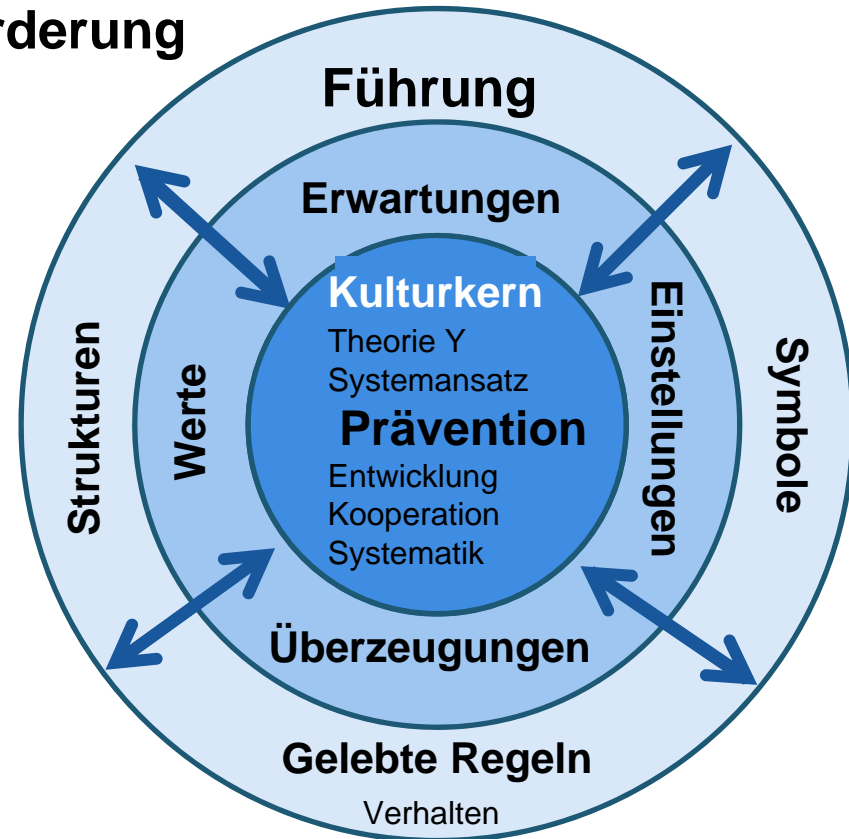 rderung
Führung
Erwartungen
Kulturkern
Theorie Y
Systemansatz
Prävention
Entwicklung
Kooperation
Systematik
Werte
Einstellungen
Strukturen
Symbole
Überzeugungen
Gelebte Regeln
Verhalten